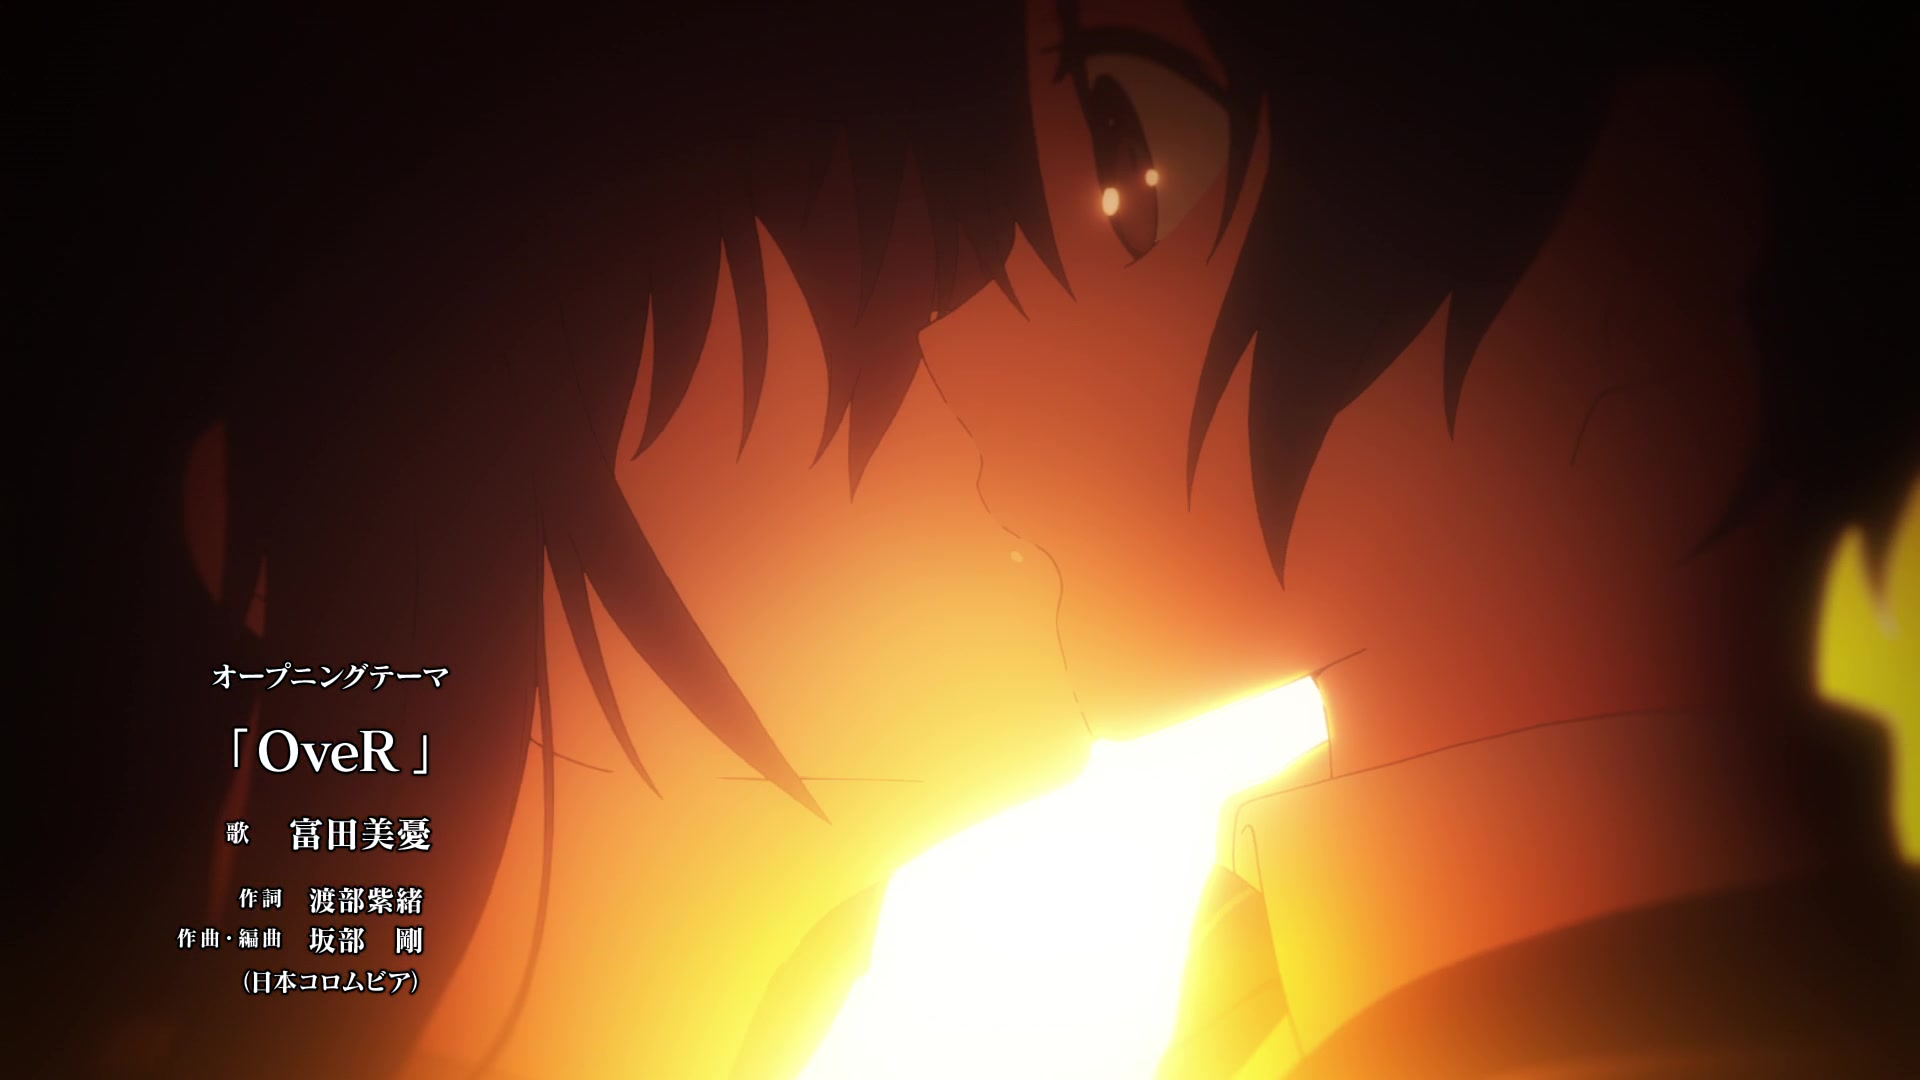 オープニングテーマ
「OveR」
歌　富田美憂
作詞　渡部紫緒
作曲・編曲　坂部　剛
(日本コロムビア)